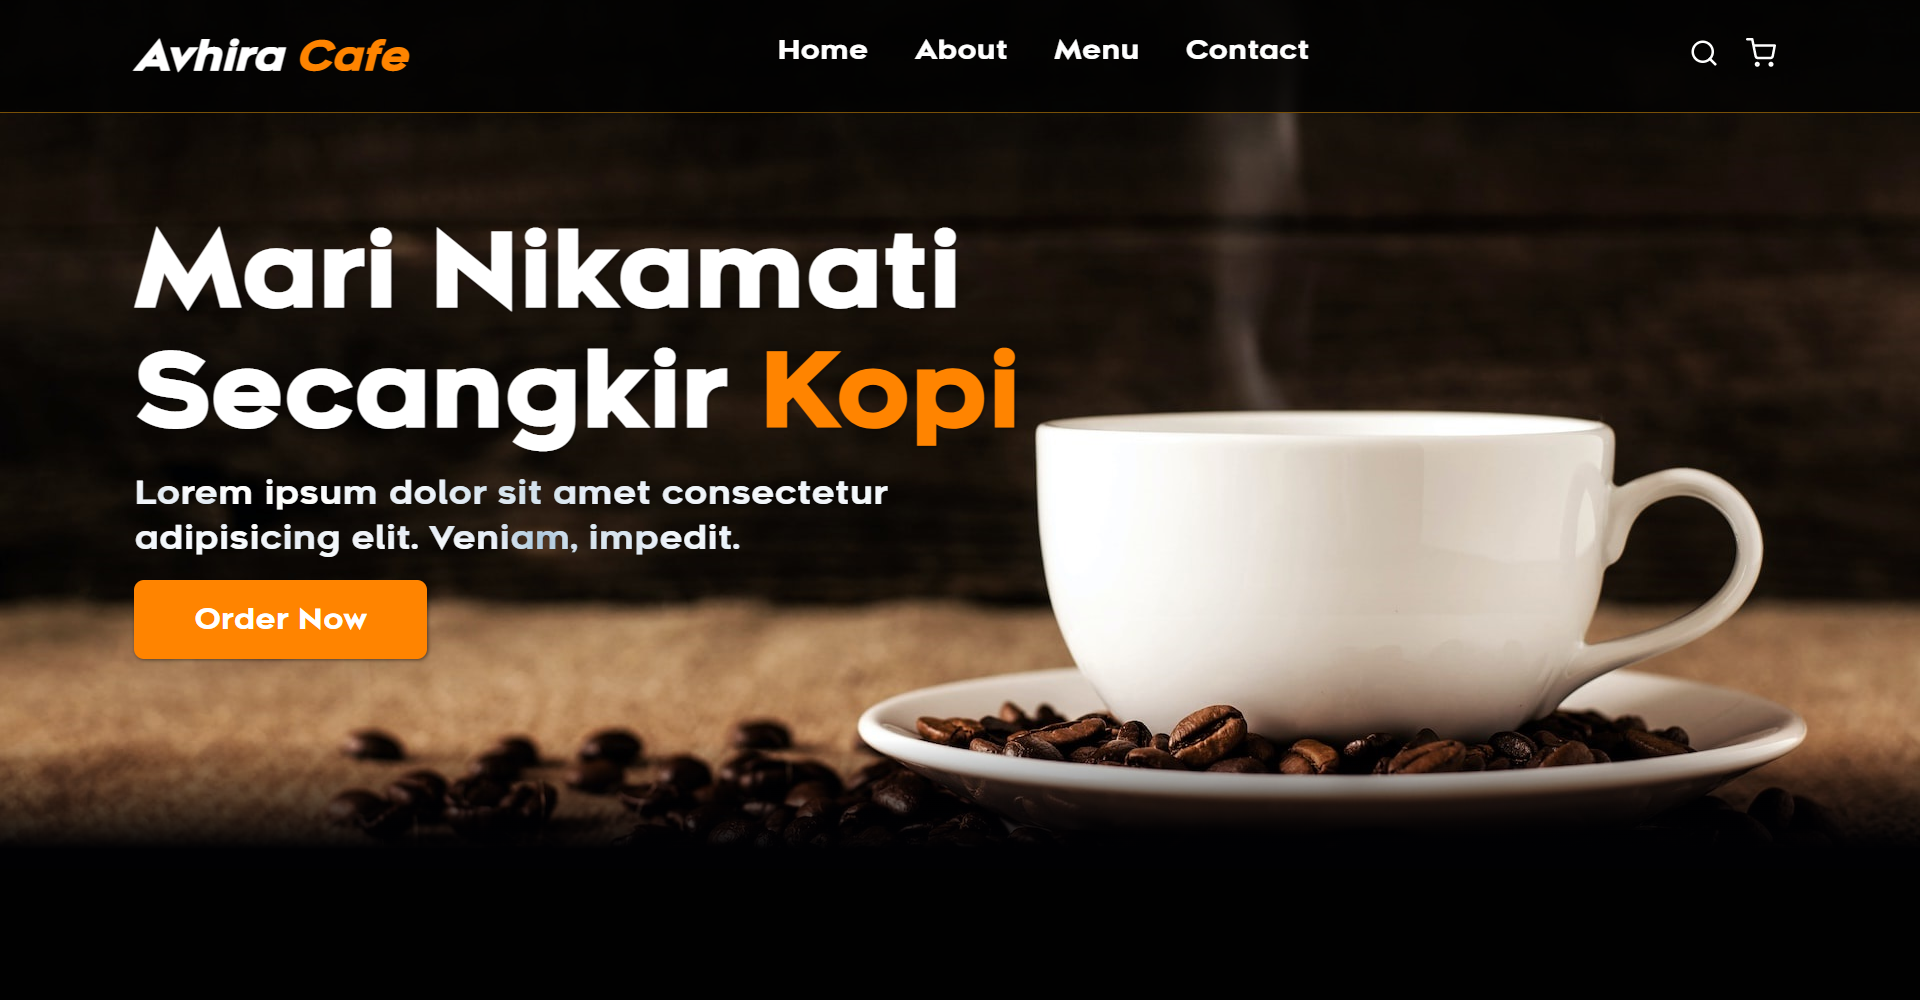 Avhira Cafe
Home About Menu Contact
Mari Nikamati
Secangkir Kopi
Lorem ipsum dolor sit amet consectetur
adipisicing elit. Veniam, impedit.
Order Now